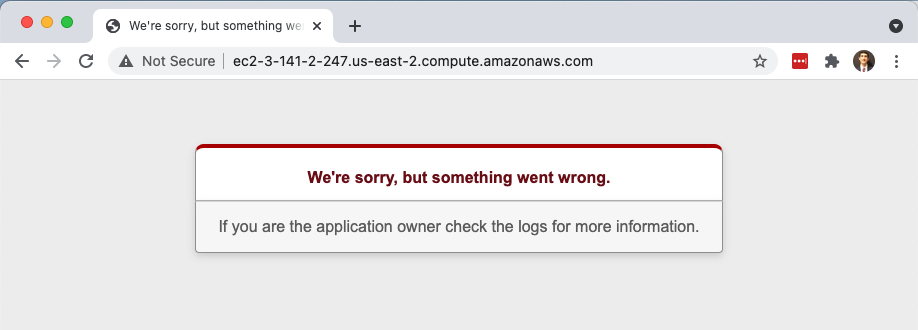 We're sorry, but something we
Not Secure ec2-3-141-2-247.us-east-2.compute.amazonaws.com
We're sorry, but something went wrong.
If you are the application owner check the logs for more information.